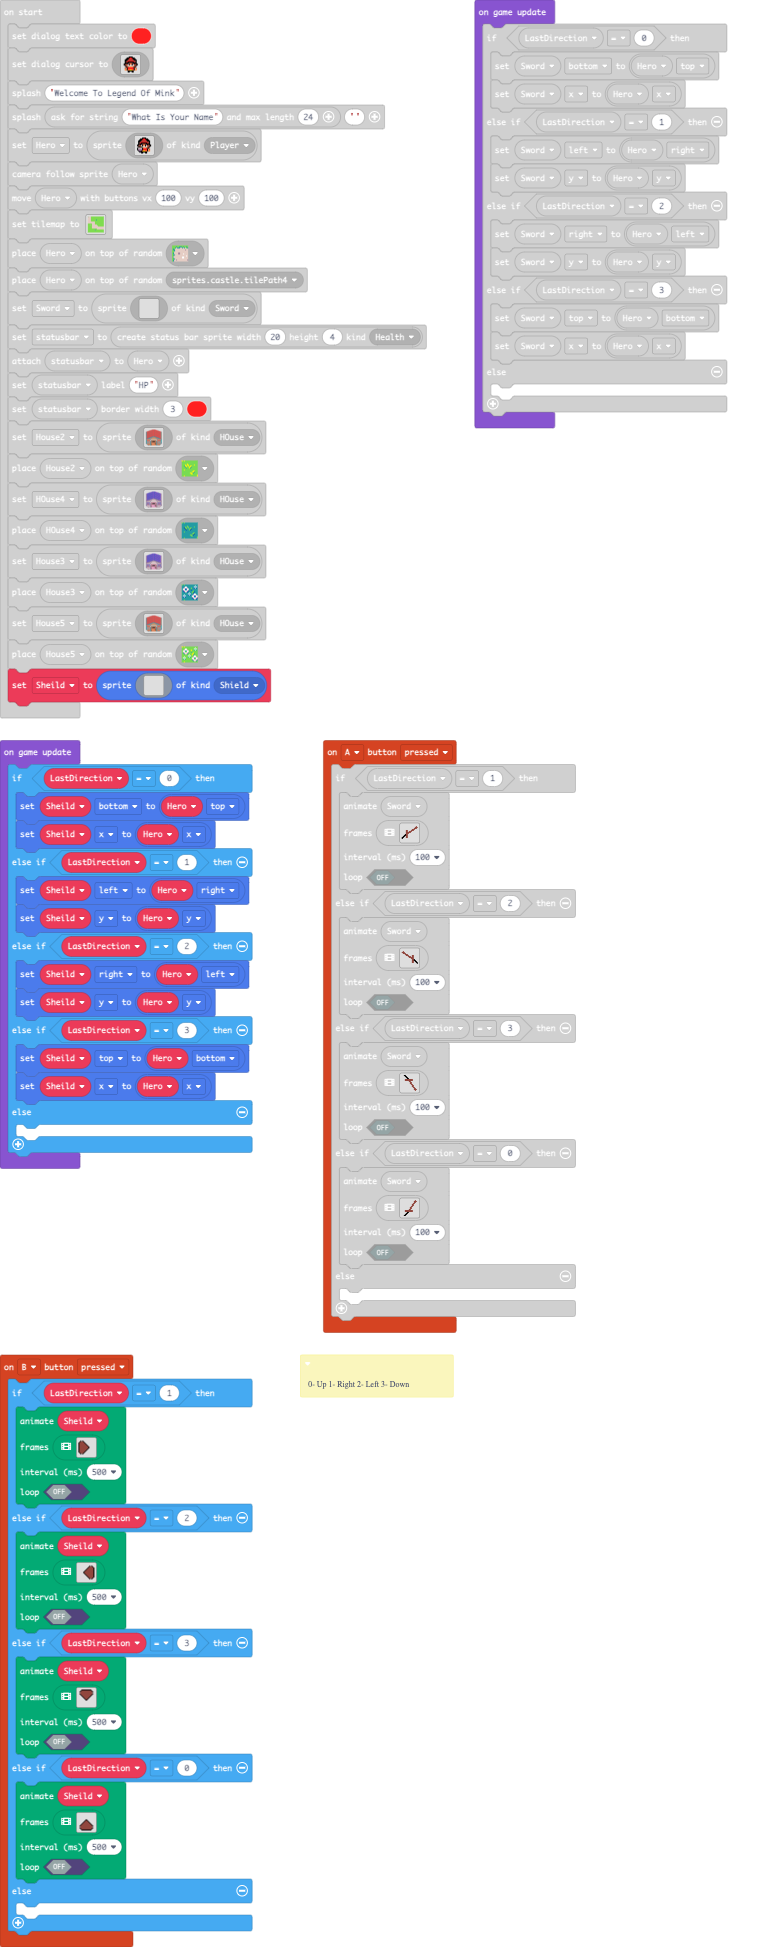 on start
set dialog text color to
set dialog cursor to
splash "Welcome To Legend Of Mink"
splash ask for string "What Is Your Name" and max length 24 " "
set Hero to sprite of kind Player
camera follow sprite Hero
move Hero with buttons vx 100 vy 100
set tilemap to
place Hero on top of random
place Hero on top of random sprites.castle.tilePath4
set Sword to sprite of kind Sword
set statusbar to create status bar sprite width 20 height 4 kind Health
attach statusbar to Hero
set statusbar label "HP"
set statusbar border width 3
set House2 to sprite of kind HOuse
place House2 on top of random
set HOuse4 to sprite of kind HOuse
place HOuse4 on top of random
set House3 to sprite of kind HOuse
place House3 on top of random
set House5 to sprite of kind HOuse
place House5 on top of random
set Sheild to sprite of kind Shield
on game update
if LastDirection = 0 then
set Sword bottom to Hero top
set Sword x to Hero x
else if LastDirection = 1 then
set Sword left to Hero right
set Sword y to Hero y
else if LastDirection = 2 then
set Sword right to Hero left
set Sword y to Hero y
else if LastDirection = 3 then
set Sword top to Hero bottom
set Sword x to Hero x
else
on game update
if LastDirection = 0 then
set Sheild bottom to Hero top
set Sheild x to Hero x
else if LastDirection = 1 then
set Sheild left to Hero right
set Sheild y to Hero y
else if LastDirection = 2 then
set Sheild right to Hero left
set Sheild y to Hero y
else if LastDirection = 3 then
set Sheild top to Hero bottom
set Sheild x to Hero x
else
on A button pressed
if LastDirection = 1 then
animate Sword
frames
interval (ms) 100
loop OFF
else if LastDirection = 2 then
animate Sword
frames
interval (ms) 100
loop OFF
else if LastDirection = 3 then
animate Sword
frames
interval (ms) 100
loop OFF
else if LastDirection = 0 then
animate Sword
frames
interval (ms) 100
loop OFF
else
on B button pressed
if LastDirection = 1 then
animate Sheild
frames
interval (ms) 500
loop OFF
else if LastDirection = 2 then
animate Sheild
frames
interval (ms) 500
loop OFF
else if LastDirection = 3 then
animate Sheild
frames
interval (ms) 500
loop OFF
else if LastDirection = 0 then
animate Sheild
frames
interval (ms) 500
loop OFF
else
0- Up 1- Right 2- Left 3- Down